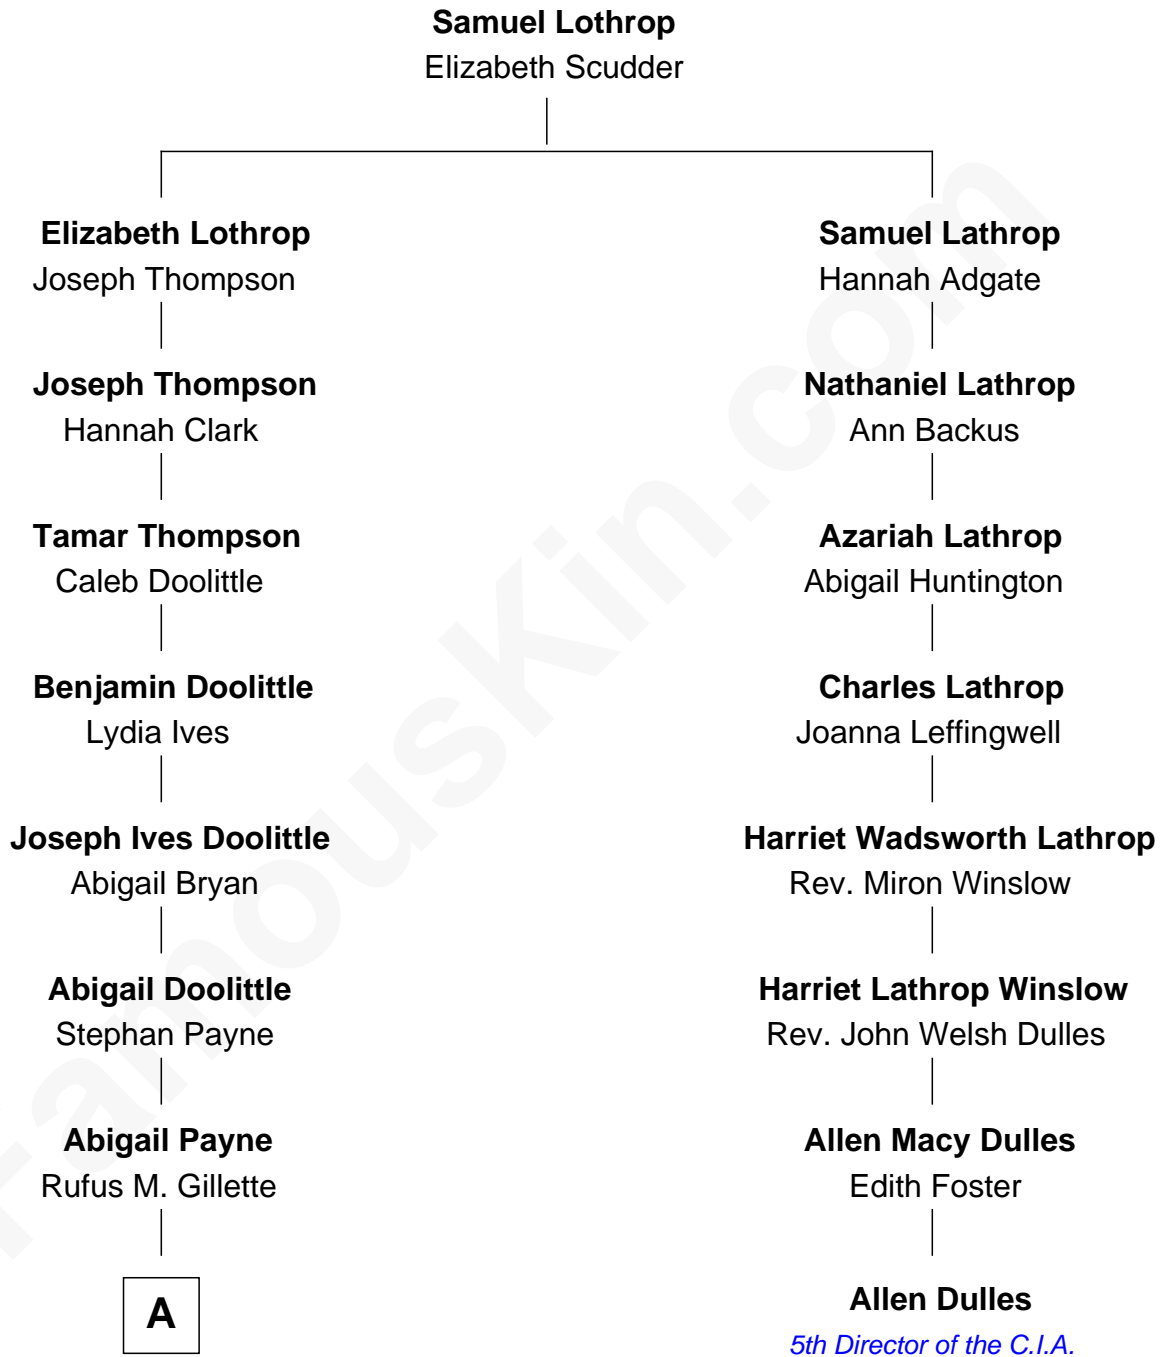 Samuel Lothrop
Elizabeth Scudder
Elizabeth Lothrop
Joseph Thompson
Samuel Lathrop
Hannah Adgate
Joseph Thompson
Hannah Clark
Nathaniel Lathrop
Ann Backus
Tamar Thompson
Caleb Doolittle
Azariah Lathrop
Abigail Huntington
Benjamin Doolittle
Lydia Ives
Charles Lathrop
Joanna Leffingwell
Joseph Ives Doolittle
Abigail Bryan
Harriet Wadsworth Lathrop
Rev. Miron Winslow
Abigail Doolittle
Stephan Payne
Harriet Lathrop Winslow
Rev. John Welsh Dulles
Abigail Payne
Rufus M. Gillette
Allen Macy Dulles
Edith Foster
A
Allen Dulles
5th Director of the C.I.A.
FamousKin.com